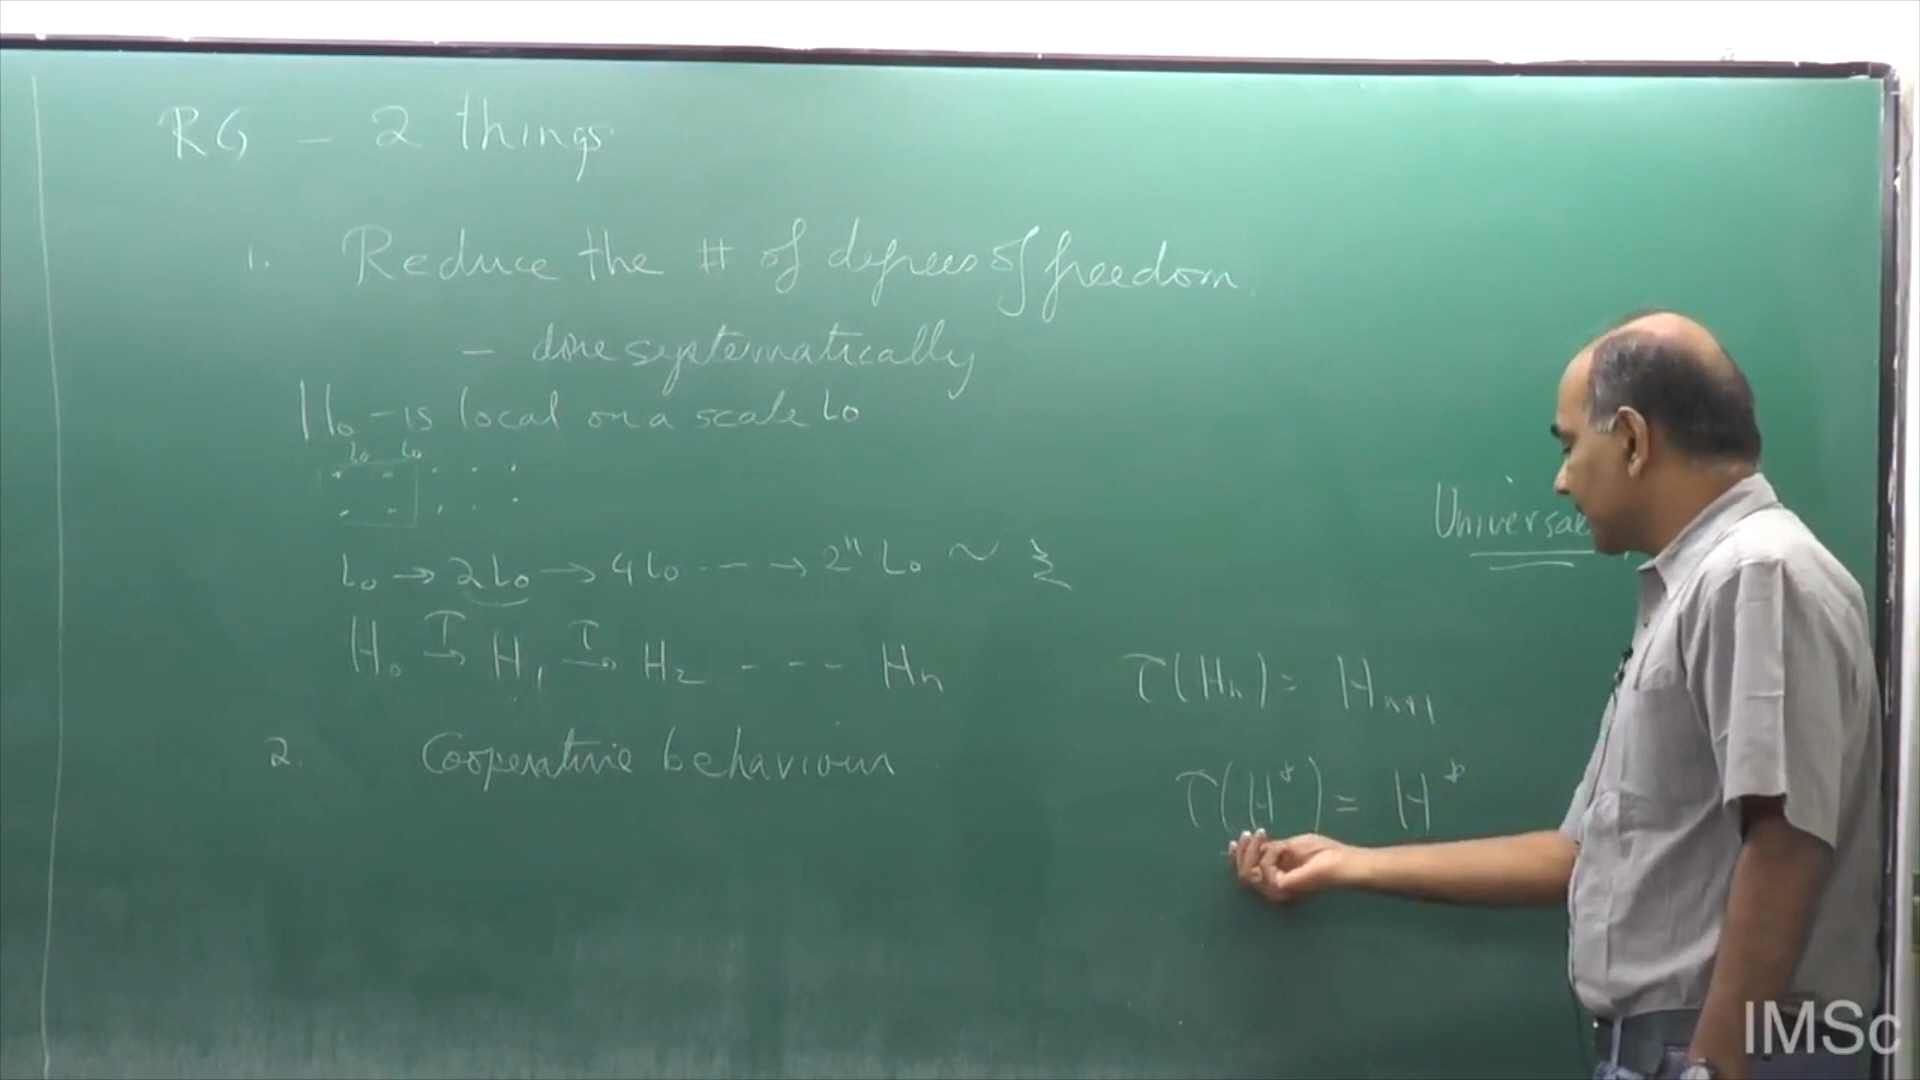 RG - 2 things
1. Reduce the # of degrees of freedom
- done systematically
H₀ - is local on a scale L₀
L₀ L₀
L₀ → 2L₀ → 4L₀ --- → 2ⁿ L₀ ~ ξ
H₀ →τ H₁ →τ H₂ ---- Hₙ
2. Cooperative behaviour
Universal
τ(Hₙ) = Hₙ₊₁
τ(H*) = H*
IMSc